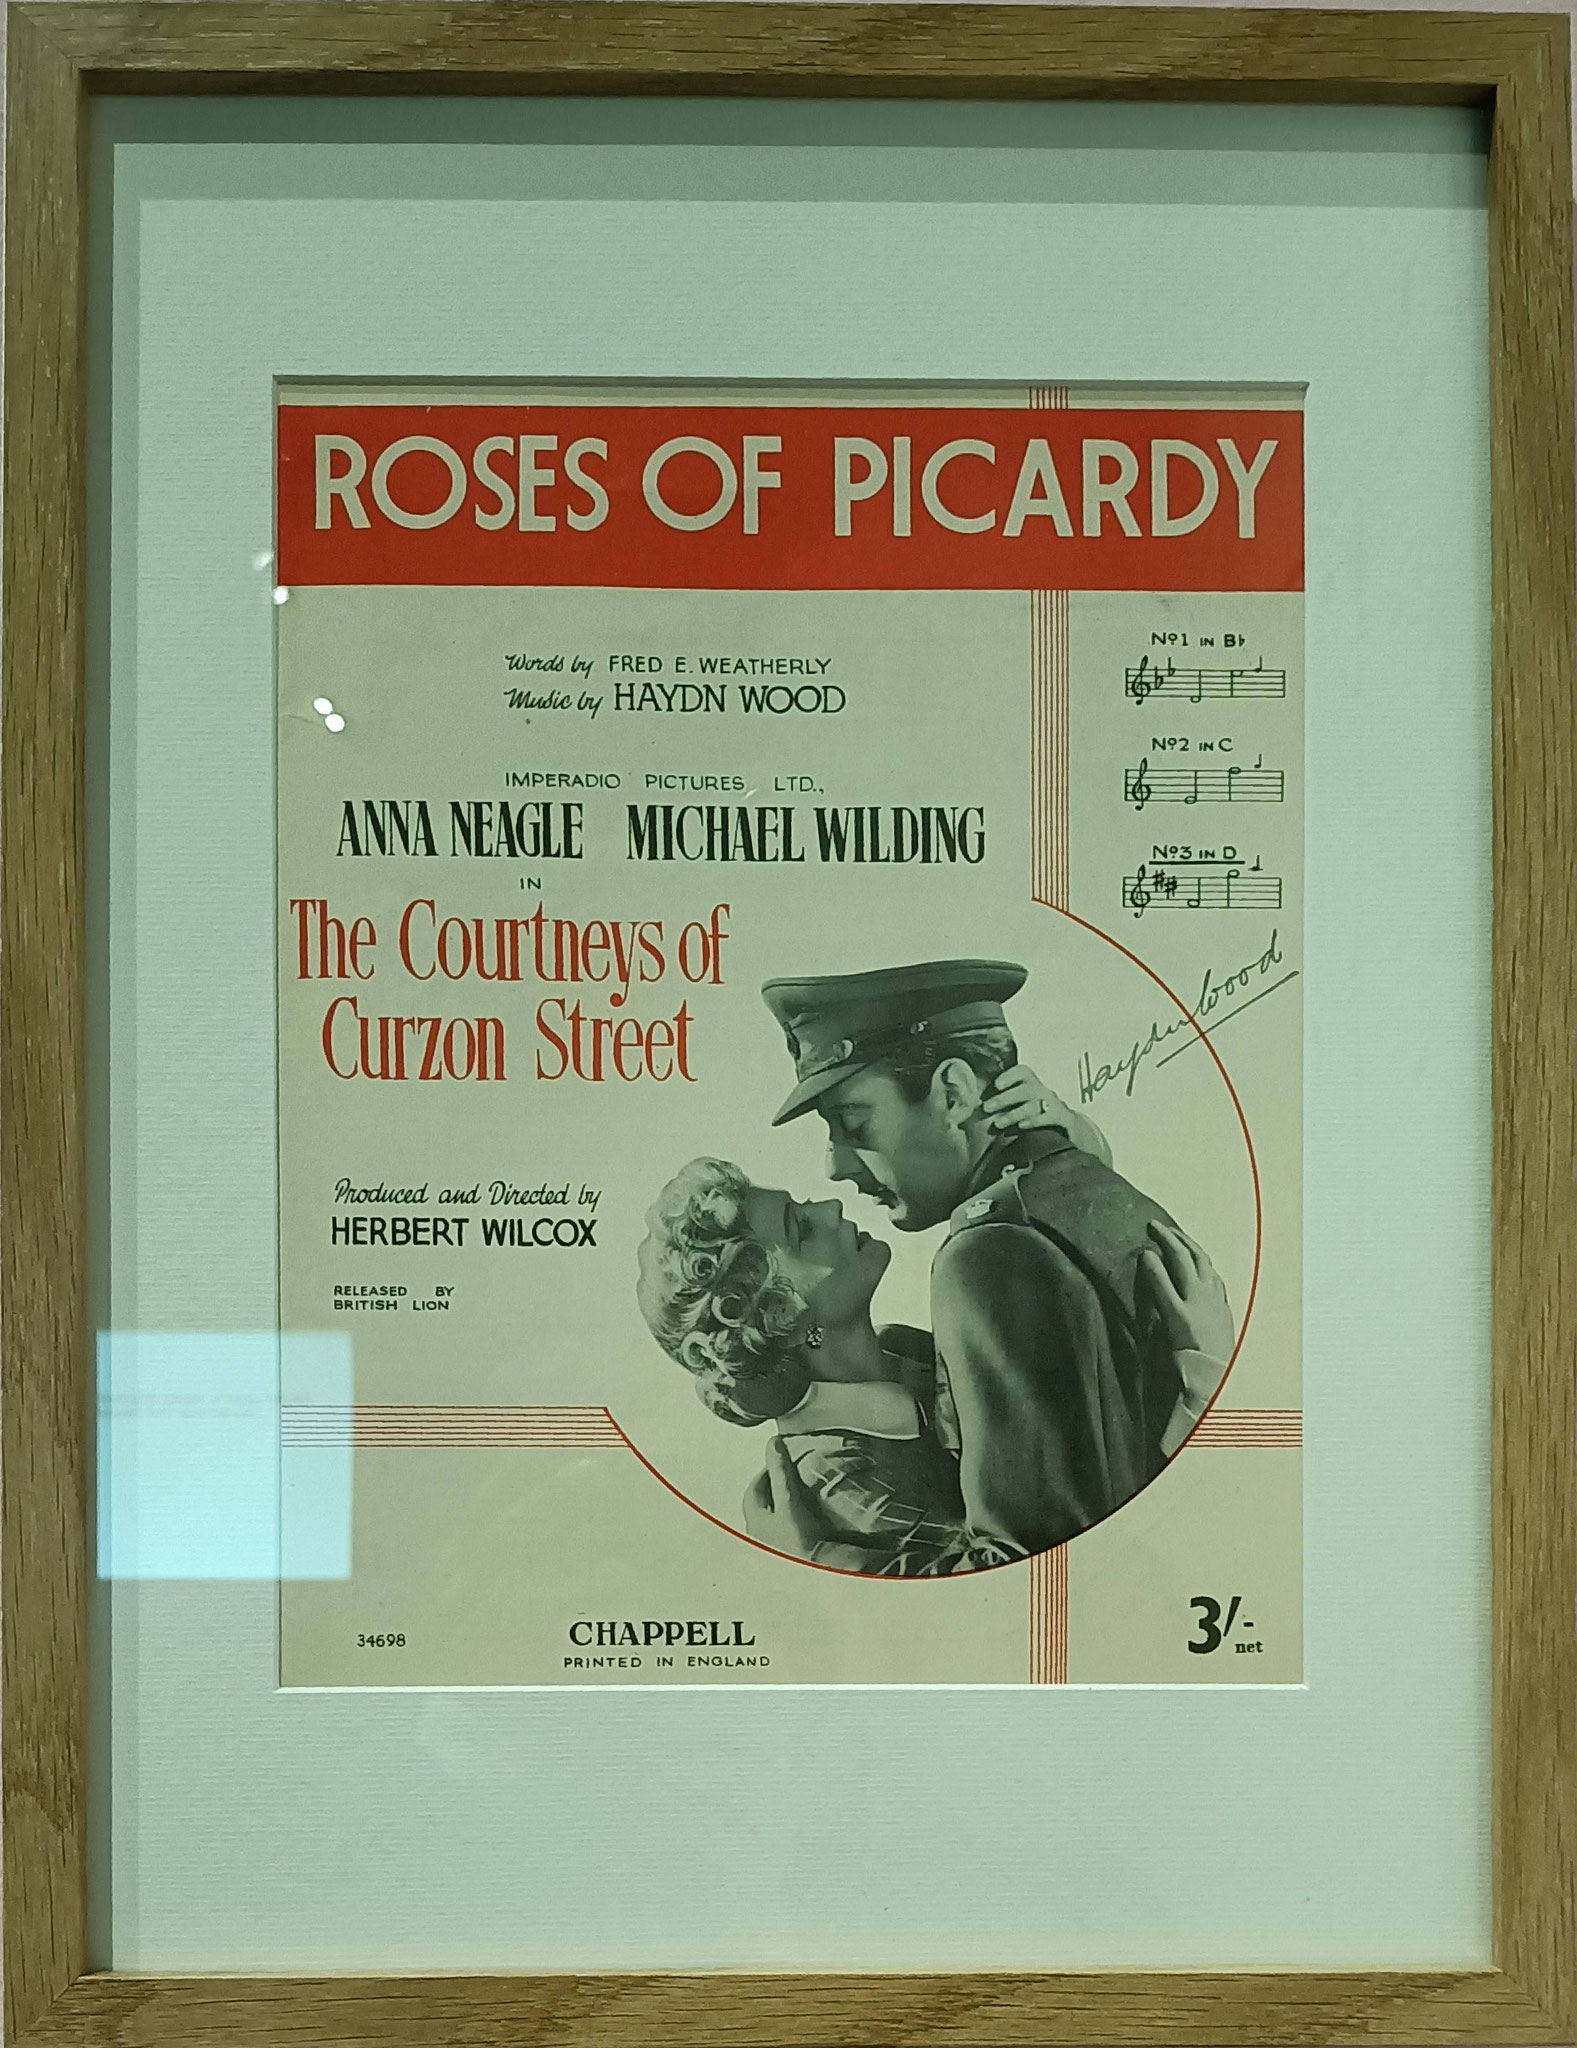 ROSES OF PICARDY
Words by FRED E. WEATHERLY
Music by HAYDN WOOD
No1 IN B♭
No2 IN C
No3 IN D
IMPERADIO PICTURES LTD.,
ANNA NEAGLE MICHAEL WILDING
IN
The Courtneys of
Curzon Street
Haydn Wood
Produced and Directed by
HERBERT WILCOX
RELEASED BY
BRITISH LION
34698
CHAPPELL
PRINTED IN ENGLAND
3/-
net